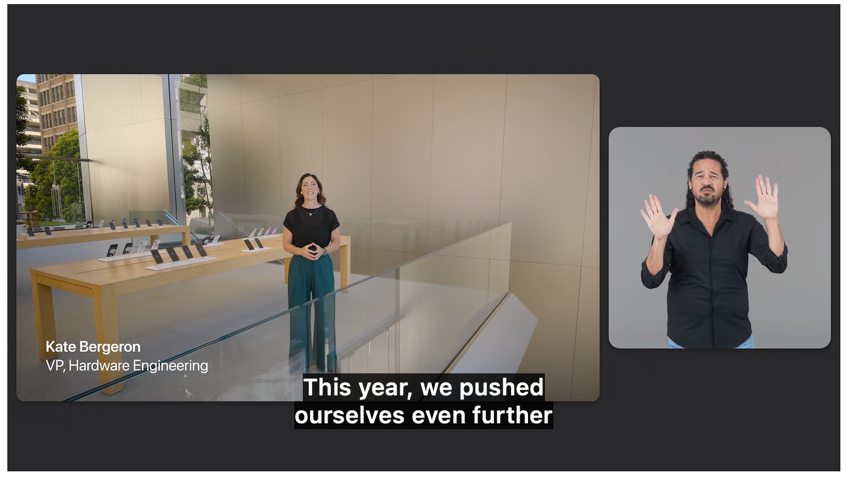 Kate Bergeron
VP, Hardware Engineering
This year, we pushed
ourselves even further